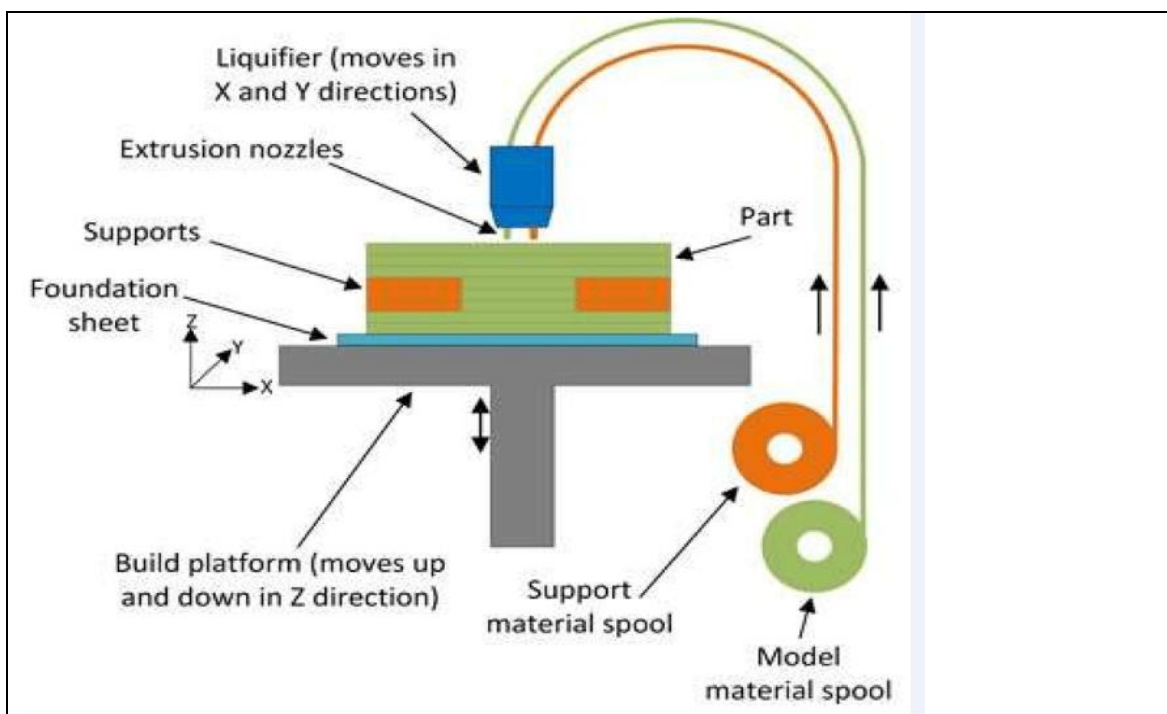 Liquifier (moves in
X and Y directions)
Extrusion nozzles
Supports
Part
Foundation
sheet
Z
Y
X
Build platform (moves up
and down in Z direction)
Support
material spool
Model
material spool